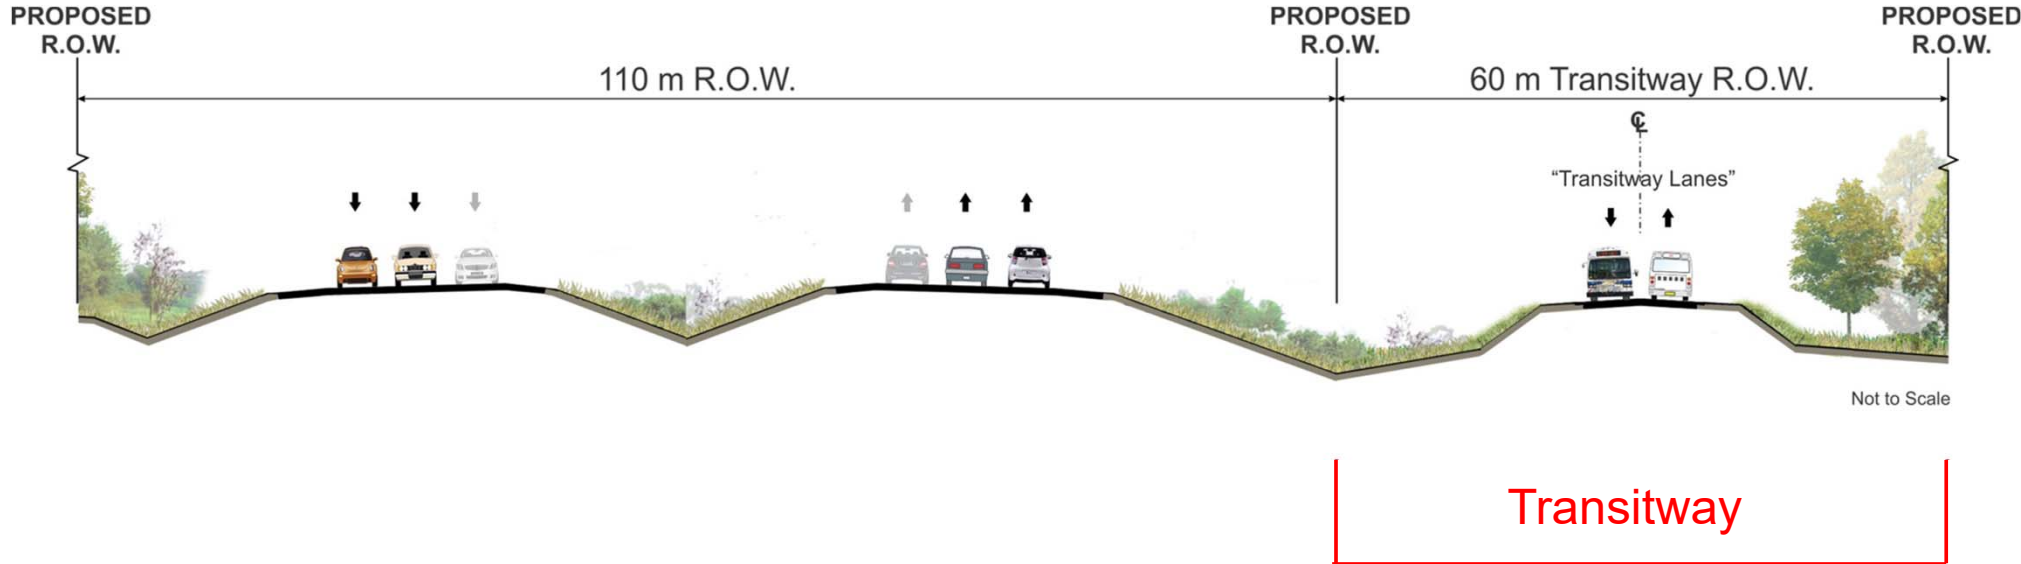 PROPOSED
R.O.W.
PROPOSED
R.O.W.
PROPOSED
R.O.W.
110 m R.O.W.
60 m Transitway R.O.W.
℄
“Transitway Lanes”
Not to Scale
Transitway